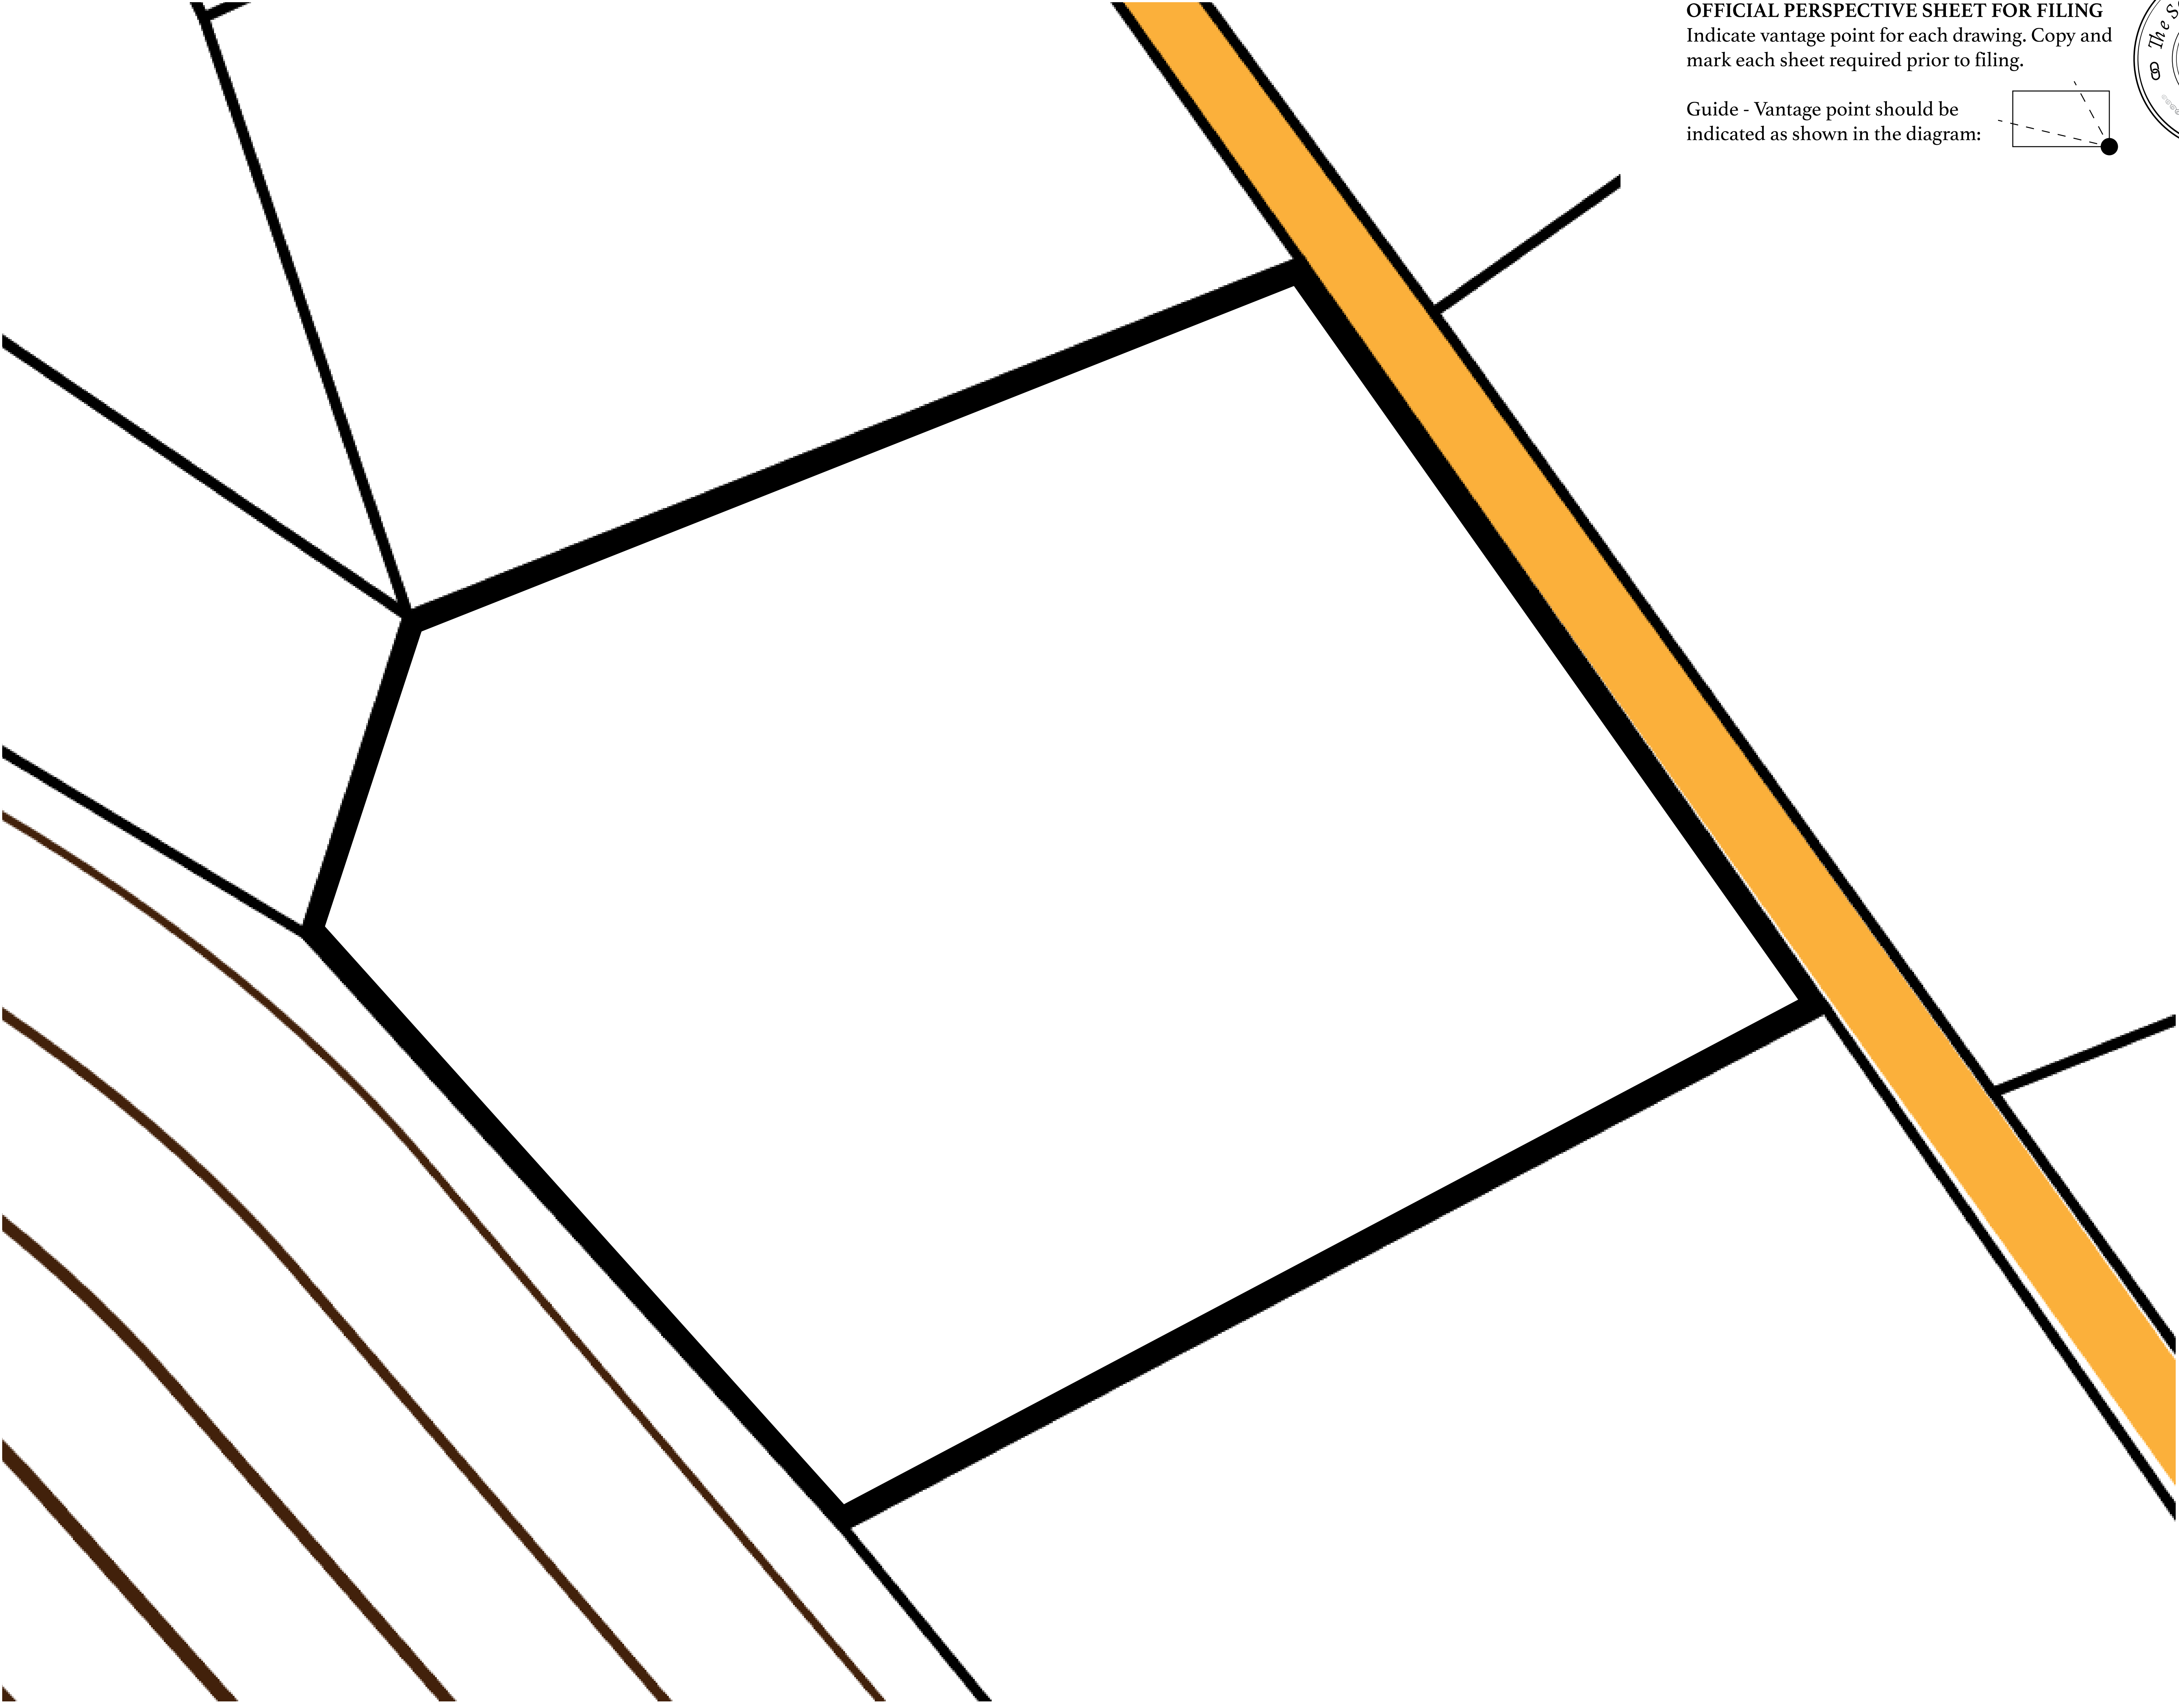 OFFICIAL PERSPECTIVE SHEET FOR FILING
Indicate vantage point for each drawing. Copy and
mark each sheet required prior to filing.
Guide - Vantage point should be
indicated as shown in the diagram:
The